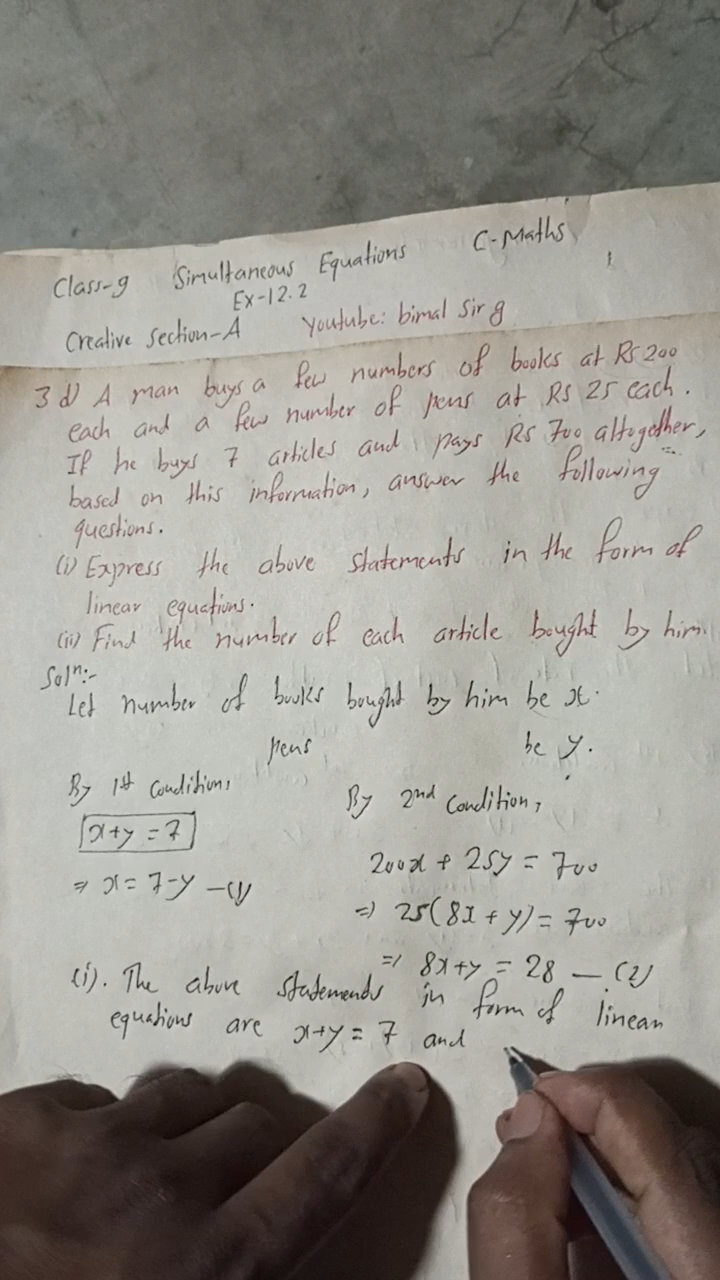 Class-9 Simultaneous Equations C-Maths
Ex-12.2
Creative Section-A Youtube: bimal sir g
3 d) A man buys a few numbers of books at Rs 200
each and a few number of pens at Rs 25 each.
If he buys 7 articles and pays Rs 700 altogether,
based on this information, answer the following
questions.
(i) Express the above statements in the form of
linear equations.
(ii) Find the number of each article bought by him.
Solⁿ:-
Let number of books bought by him be x.
pens be y.
By 1st Condition,
x+y = 7
⇒ x = 7-y -(1)
By 2nd Condition,
200x + 25y = 700
⇒ 25(8x + y) = 700
⇒ 8x+y = 28 - (2)
(i). The above statements in form of linear
equations are x+y = 7 and